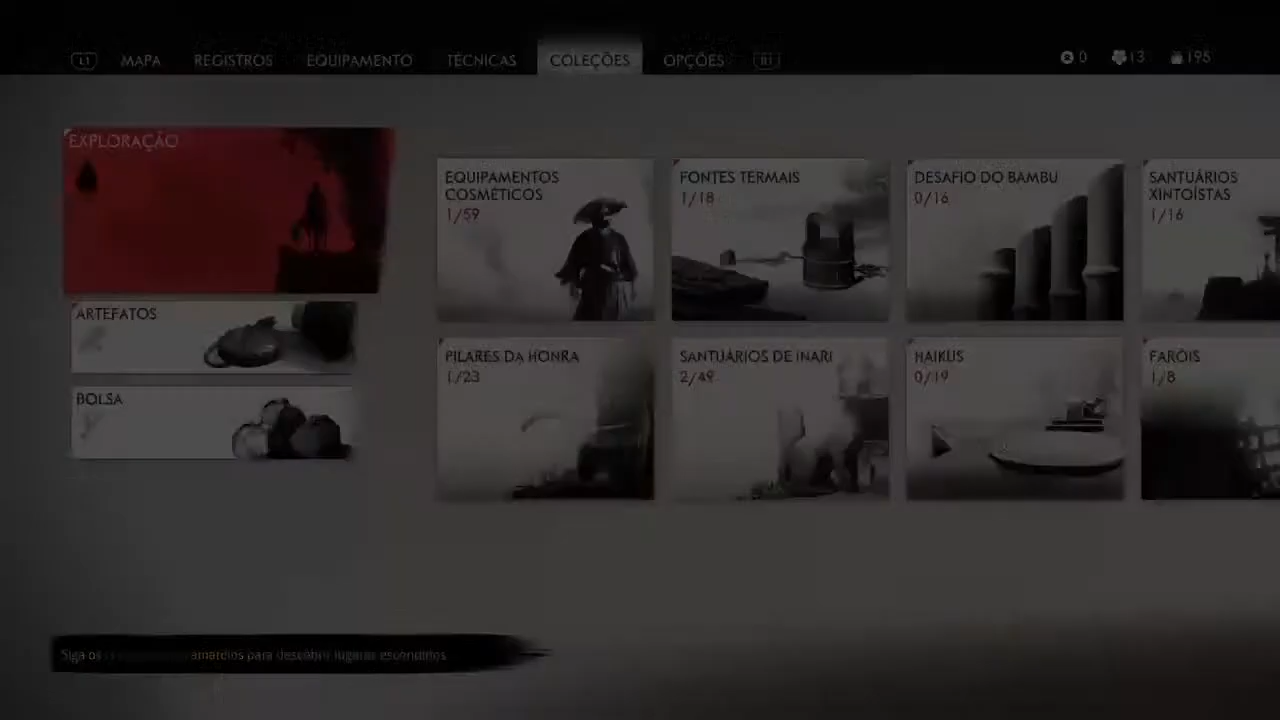 L1 MAPA REGISTROS EQUIPAMENTO TÉCNICAS COLEÇÕES OPÇÕES R1 0 13 195
EXPLORAÇÃO
ARTEFATOS
BOLSA
EQUIPAMENTOS
COSMÉTICOS
1/59
FONTES TERMAIS
1/18
DESAFIO DO BAMBU
0/16
SANTUÁRIOS
XINTOÍSTAS
1/16
PILARES DA HONRA
1/23
SANTUÁRIOS DE INARI
2/49
HAIKUS
0/19
FARÓIS
1/8
Siga os amarelos para descobrir lugares escondidos